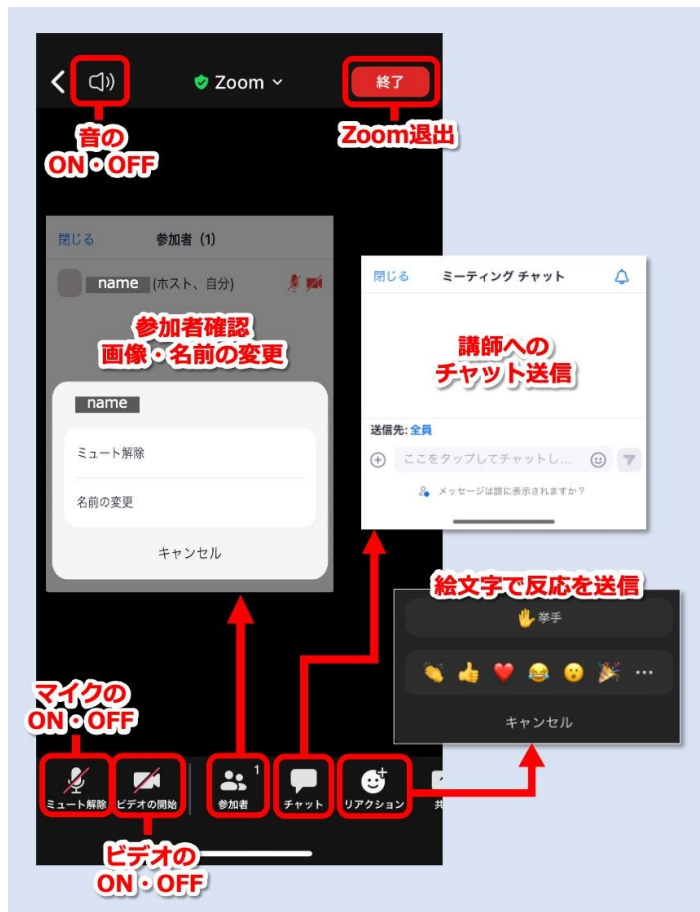 Zoom
終了
音の
ON・OFF
Zoom退出
閉じる 参加者 (1)
name (ホスト、自分)
参加者確認
画像・名前の変更
name
ミュート解除
名前の変更
キャンセル
閉じる ミーティング チャット
講師への
チャット送信
送信先: 全員
ここをタップしてチャットし...
メッセージは誰に表示されますか?
絵文字で反応を送信
挙手
キャンセル
マイクの
ON・OFF
1
ミュート解除 ビデオの開始 参加者 チャット リアクション 共
ビデオの
ON・OFF